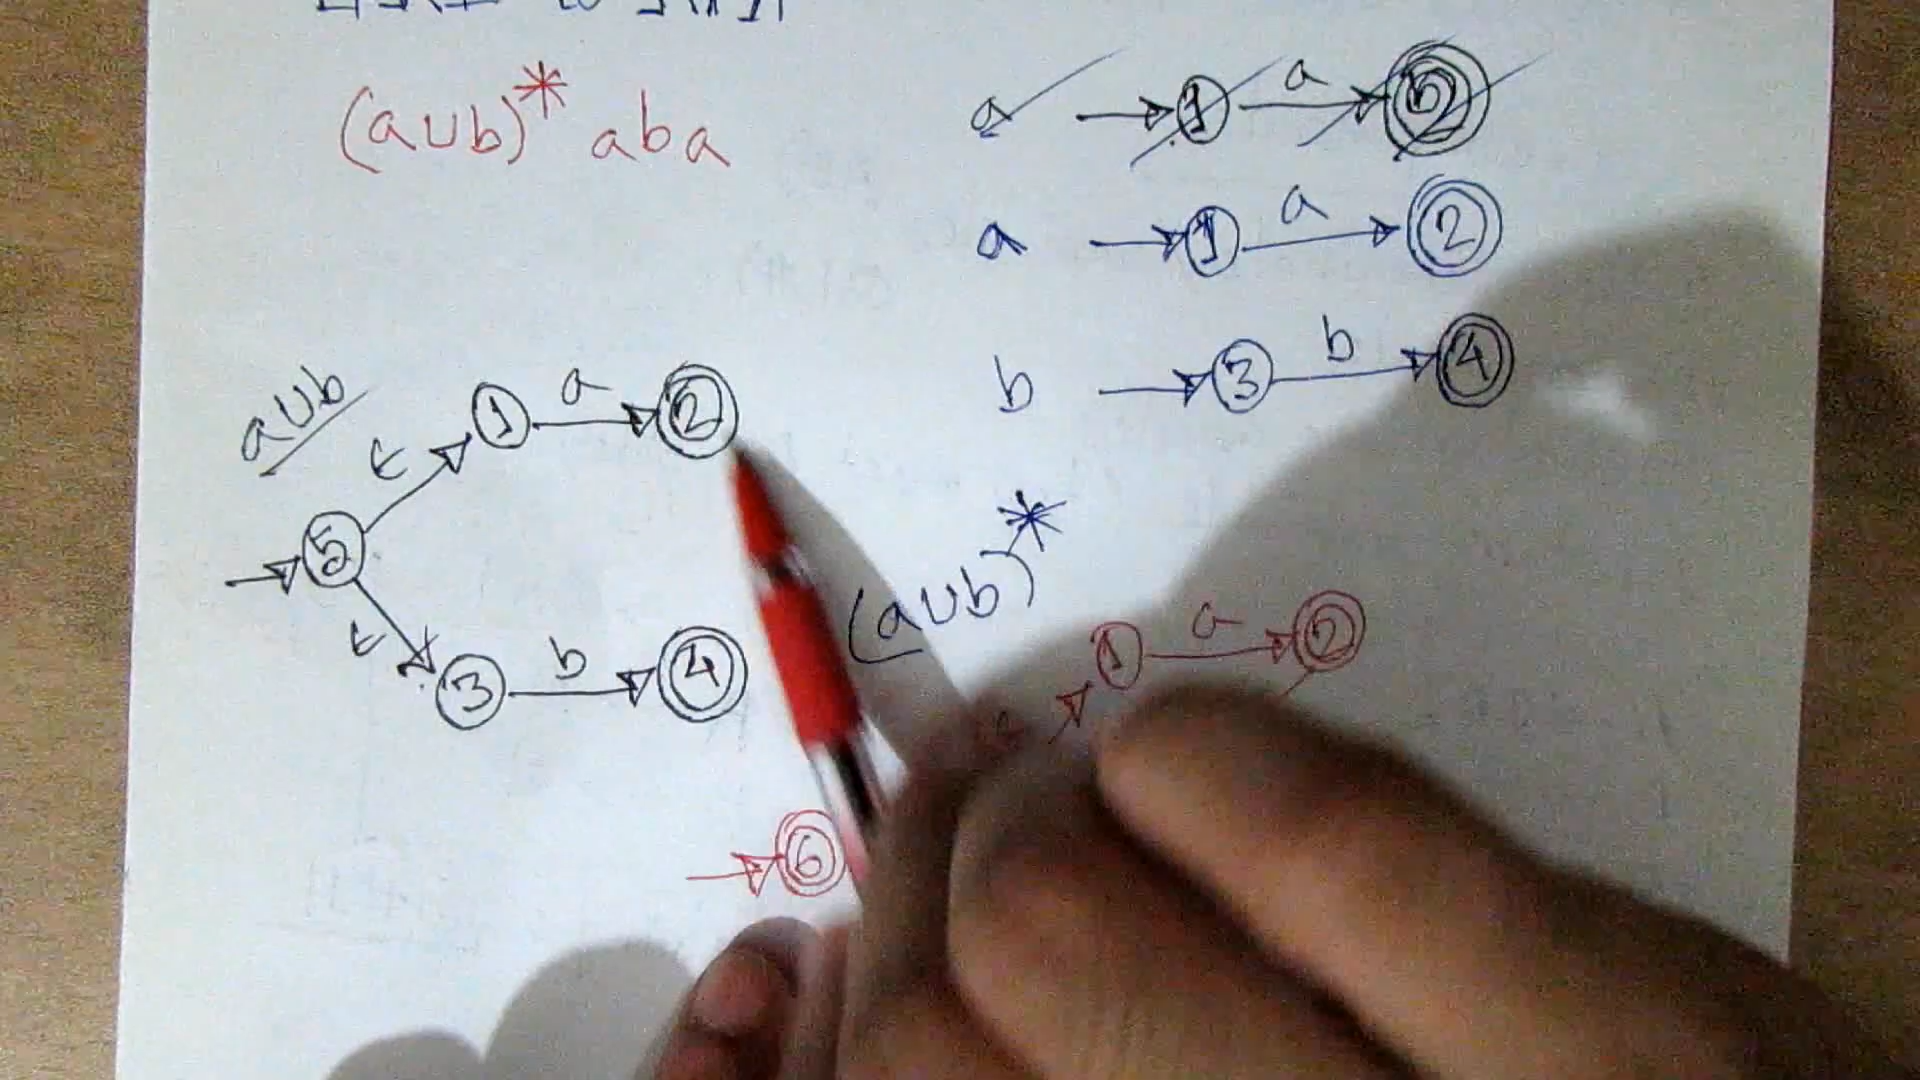 (a∪b)* aba
a → 1 a → 2
a → 1 a → 2
b → 3 b → 4
a∪b
ε 1 a → 2
→ 5
ε 3 b → 4
(a∪b)*
1 a → 2
→ 6